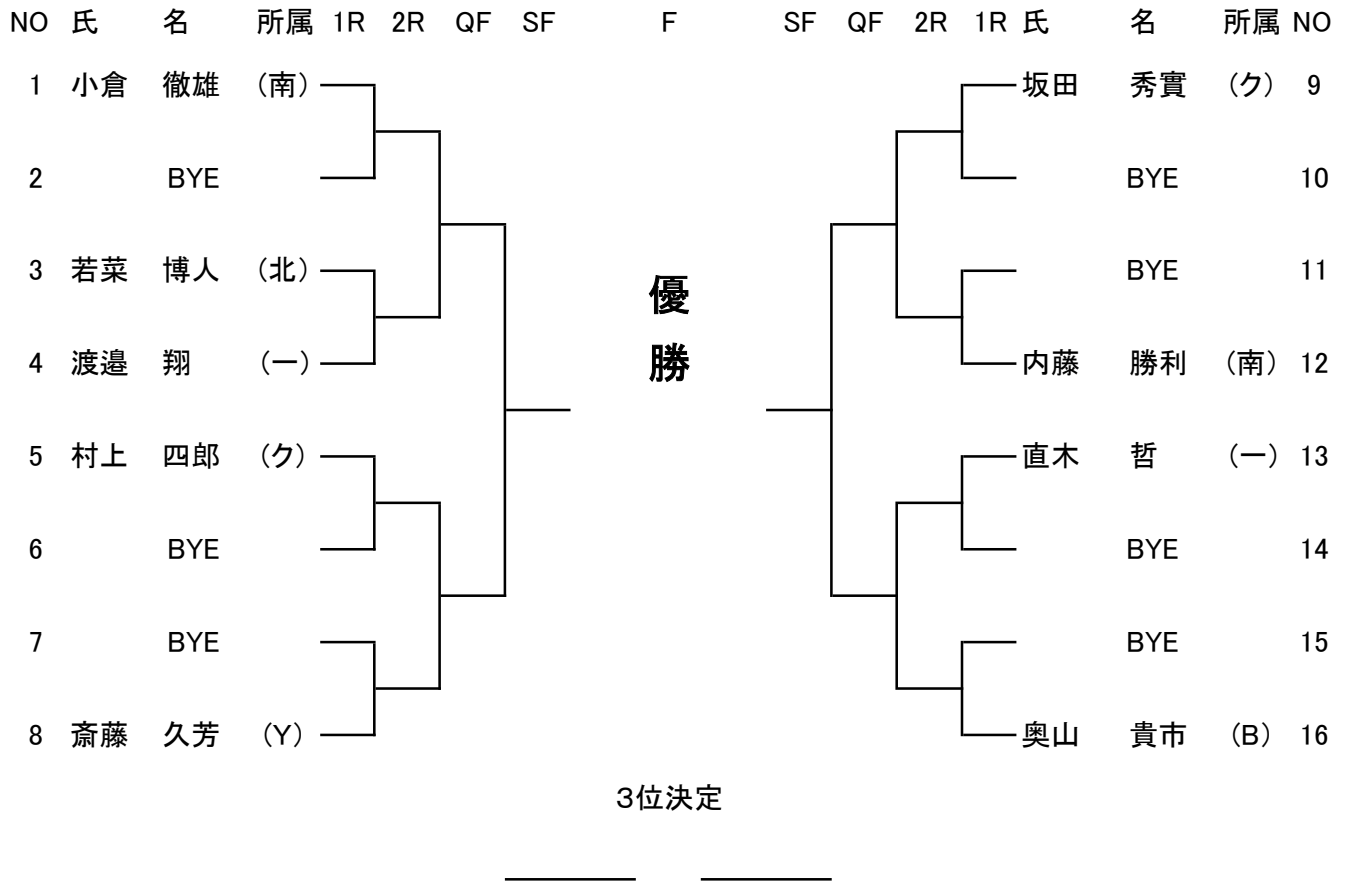 NO 氏 名 所属 1R 2R QF SF F SF QF 2R 1R 氏 名 所属 NO
1 小倉 徹雄 (南) 坂田 秀實 (ク) 9
2 BYE BYE 10
3 若菜 博人 (北) BYE 11
優
勝
4 渡邉 翔 (一) 内藤 勝利 (南) 12
5 村上 四郎 (ク) 直木 哲 (一) 13
6 BYE BYE 14
7 BYE BYE 15
8 斎藤 久芳 (Y) 奥山 貴市 (B) 16
3位決定